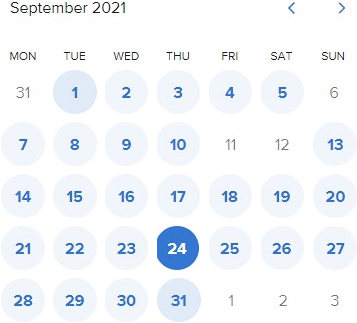 September 2021
MON TUE WED THU FRI SAT SUN
31 1 2 3 4 5 6
7 8 9 10 11 12 13
14 15 16 17 18 19 20
21 22 23 24 25 26 27
28 29 30 31 1 2 3